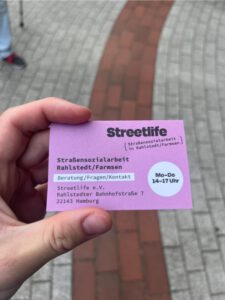 Streetlife
(Straßensozialarbeit
in Rahlstedt/Farmsen)
Straßensozialarbeit
Rahlstedt/Farmsen
Beratung/Fragen/Kontakt
Streetlife e.V.
Rahlstedter Bahnhofstraße 7
22143 Hamburg
Mo-Do
14-17 Uhr